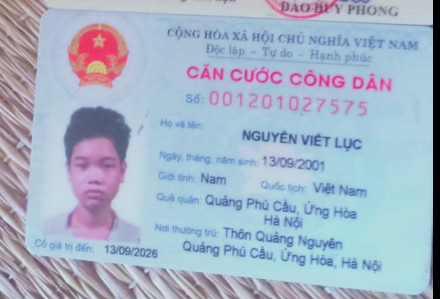 ĐÀO DUY PHONG
CỘNG HÒA XÃ HỘI CHỦ NGHĨA VIỆT NAM
Độc lập - Tự do - Hạnh phúc
CĂN CƯỚC CÔNG DÂN
Số: 001201027575
Họ và tên:
NGUYỄN VIẾT LỤC
Ngày, tháng, năm sinh: 13/09/2001
Giới tính: Nam Quốc tịch: Việt Nam
Quê quán: Quảng Phú Cầu, Ứng Hòa
Hà Nội
Nơi thường trú: Thôn Quảng Nguyên
Quảng Phú Cầu, Ứng Hòa, Hà Nội
Có giá trị đến: 13/09/2026